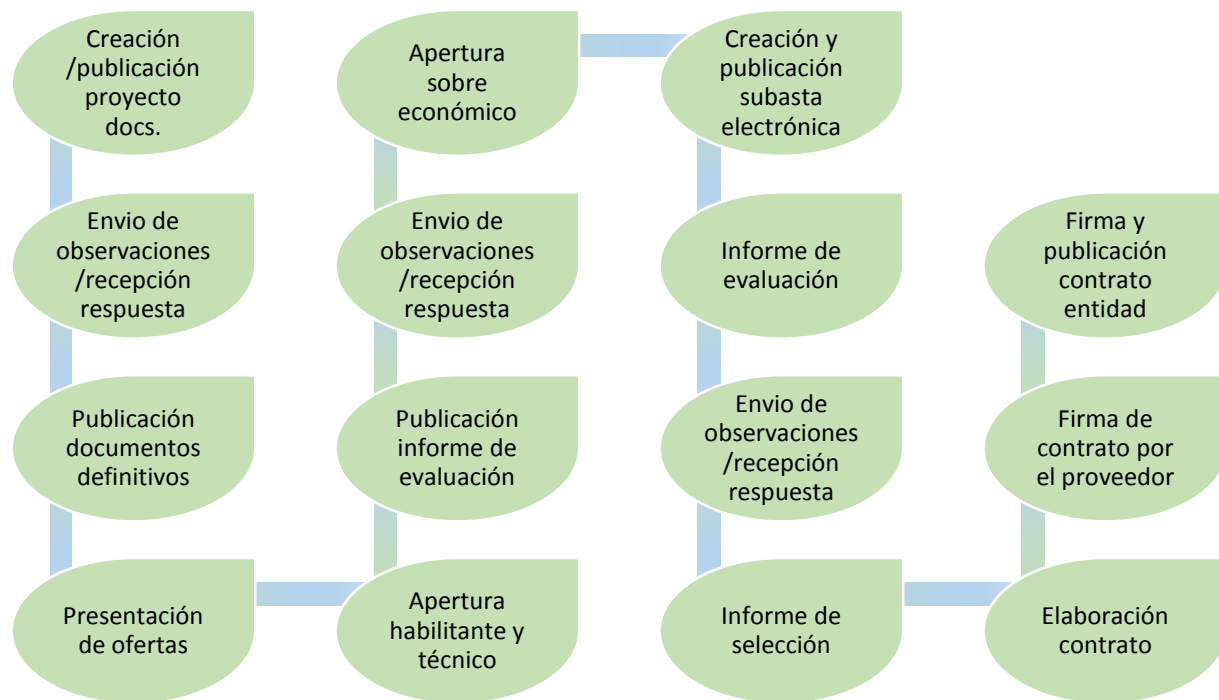 Creación
/publicación
proyecto
docs.
Envio de
observaciones
/recepción
respuesta
Publicación
documentos
definitivos
Presentación
de ofertas
Apertura
habilitante y
técnico
Publicación
informe de
evaluación
Envio de
observaciones
/recepción
respuesta
Apertura
sobre
económico
Creación y
publicación
subasta
electrónica
Informe de
evaluación
Envio de
observaciones
/recepción
respuesta
Informe de
selección
Elaboración
contrato
Firma de
contrato por
el proveedor
Firma y
publicación
contrato
entidad